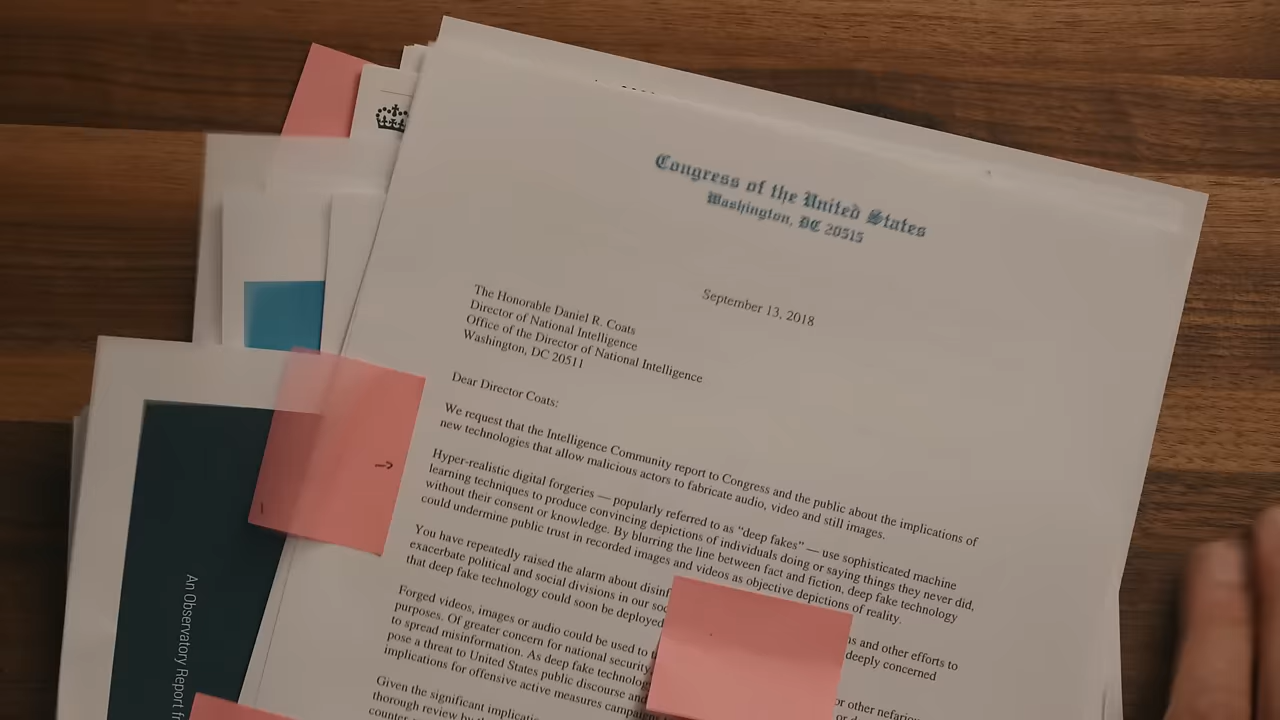 Congress of the United States
Washington, DC 20515
September 13, 2018
The Honorable Daniel R. Coats
Director of National Intelligence
Office of the Director of National Intelligence
Washington, DC 20511
Dear Director Coats:
We request that the Intelligence Community report to Congress and the public about the implications of
new technologies that allow malicious actors to fabricate audio, video and still images.
Hyper-realistic digital forgeries — popularly referred to as “deep fakes” — use sophisticated machine
learning techniques to produce convincing depictions of individuals doing or saying things they never did,
without their consent or knowledge. By blurring the line between fact and fiction, deep fake technology
could undermine public trust in recorded images and videos as objective depictions of reality.
You have repeatedly raised the alarm about and other efforts to
exacerbate political and social divisions in our deeply concerned
that deep fake technology could soon be deployed
Forged videos, images or audio could be used to or other
purposes. Of greater concern for national security or
to spread misinformation. As deep fake
pose a threat to United States public discourse and
implications for offensive active measures
Given the significant
thorough review by the
An Observatory Report